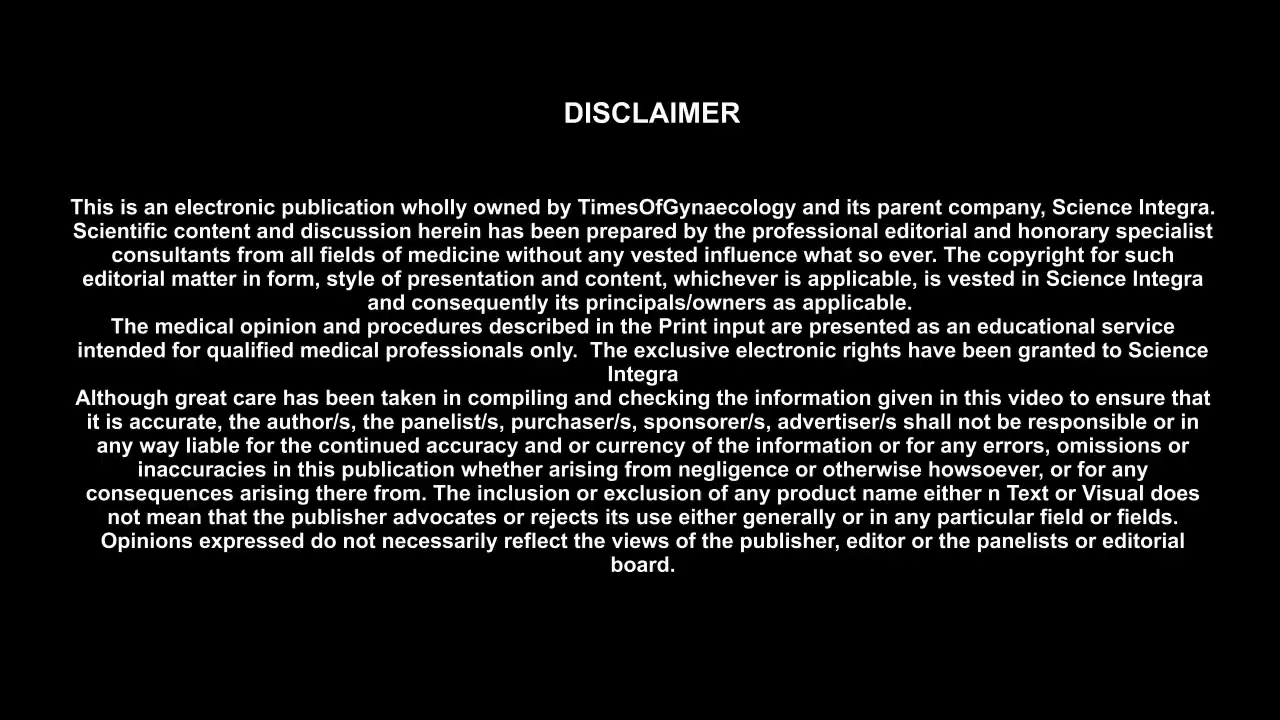 DISCLAIMER
This is an electronic publication wholly owned by TimesOfGynaecology and its parent company, Science Integra.
Scientific content and discussion herein has been prepared by the professional editorial and honorary specialist
consultants from all fields of medicine without any vested influence what so ever. The copyright for such
editorial matter in form, style of presentation and content, whichever is applicable, is vested in Science Integra
and consequently its principals/owners as applicable.
The medical opinion and procedures described in the Print input are presented as an educational service
intended for qualified medical professionals only.  The exclusive electronic rights have been granted to Science
Integra
Although great care has been taken in compiling and checking the information given in this video to ensure that
it is accurate, the author/s, the panelist/s, purchaser/s, sponsorer/s, advertiser/s shall not be responsible or in
any way liable for the continued accuracy and or currency of the information or for any errors, omissions or
inaccuracies in this publication whether arising from negligence or otherwise howsoever, or for any
consequences arising there from. The inclusion or exclusion of any product name either n Text or Visual does
not mean that the publisher advocates or rejects its use either generally or in any particular field or fields.
Opinions expressed do not necessarily reflect the views of the publisher, editor or the panelists or editorial
board.